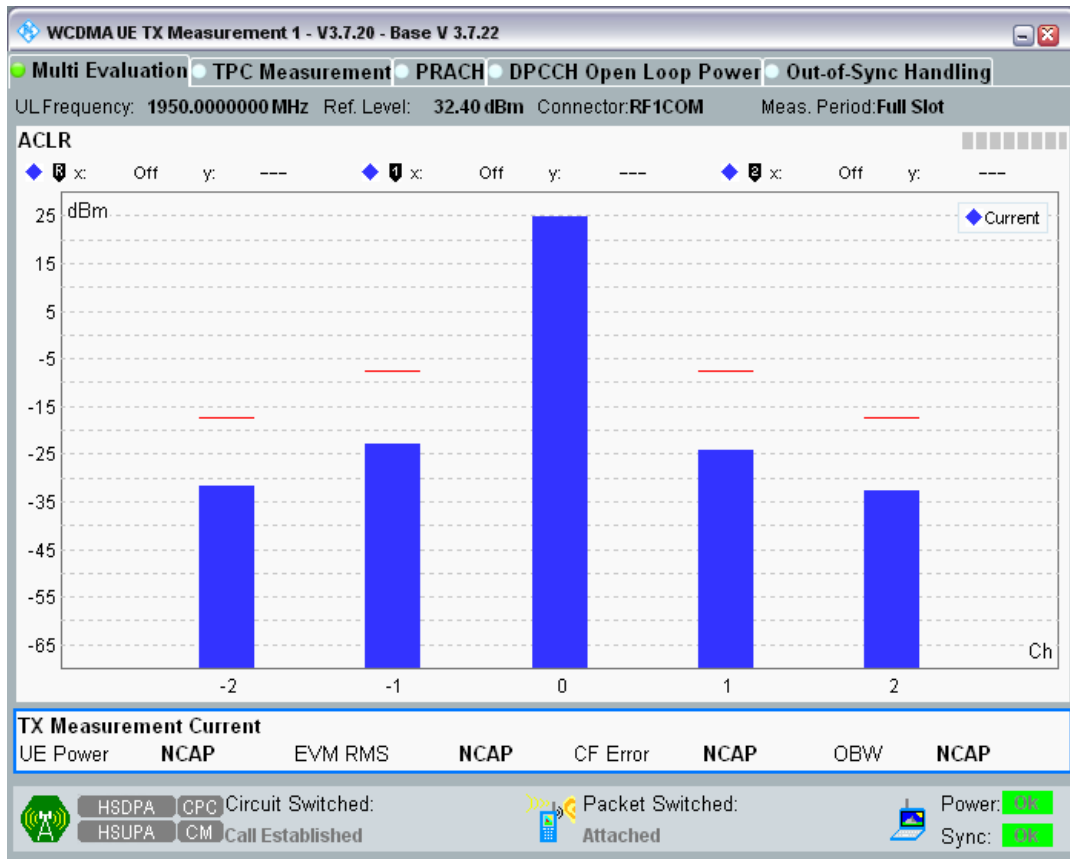 WCDMA UE TX Measurement 1 - V3.7.20 - Base V 3.7.22
Multi Evaluation TPC Measurement PRACH DPCCH Open Loop Power Out-of-Sync Handling
UL Frequency: 1950.0000000 MHz Ref. Level: 32.40 dBm Connector:RF1COM Meas. Period:Full Slot
ACLR
R x: Off y: --- 1 x: Off y: --- 2 x: Off y: ---
dBm
Current
25
15
5
-5
-15
-25
-35
-45
-55
-65
Ch
-2 -1 0 1 2
TX Measurement Current
UE Power NCAP EVM RMS NCAP CF Error NCAP OBW NCAP
HSDPA CPC Circuit Switched: Packet Switched: Power: Ok
HSUPA CM Call Established Attached Sync: Ok